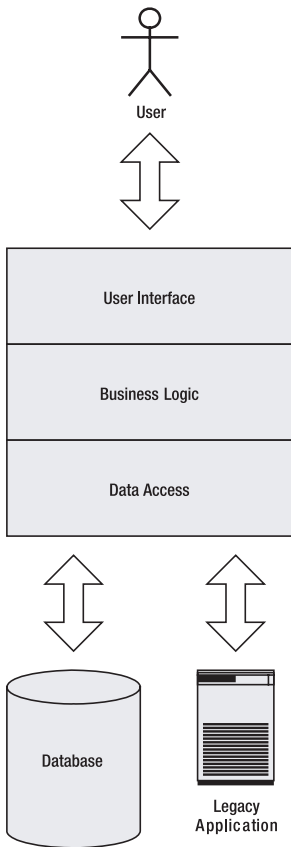 User
User Interface
Business Logic
Data Access
Database
Legacy
Application